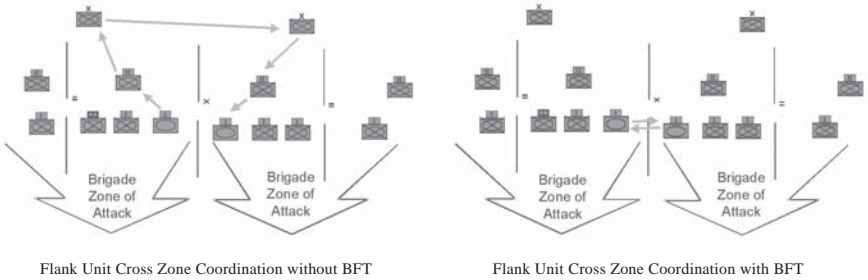 x
x
x
x
=
x
=
=
x
=
Brigade
Zone of
Attack
Brigade
Zone of
Attack
Brigade
Zone of
Attack
Brigade
Zone of
Attack
Flank Unit Cross Zone Coordination without BFT
Flank Unit Cross Zone Coordination with BFT